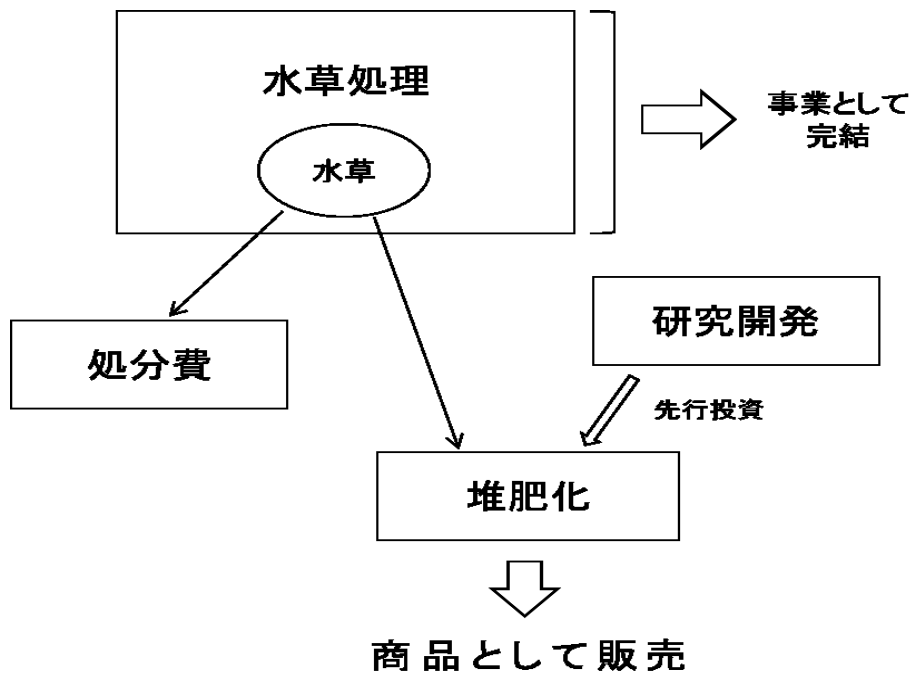 水草処理
水草
事業として
完結
処分費
研究開発
先行投資
堆肥化
商品として販売